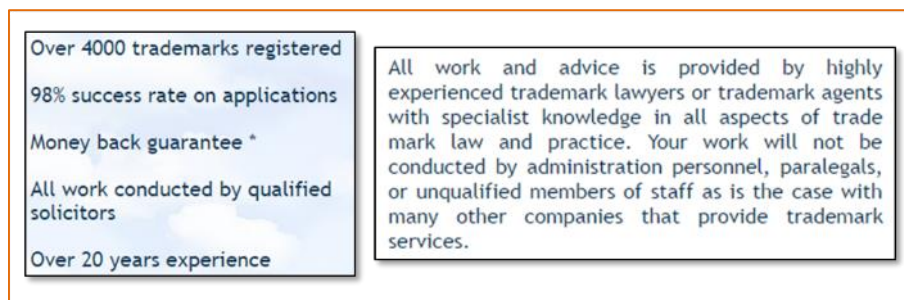 Over 4000 trademarks registered
98% success rate on applications
Money back guarantee *
All work conducted by qualified
solicitors
Over 20 years experience
All work and advice is provided by highly
experienced trademark lawyers or trademark agents
with specialist knowledge in all aspects of trade
mark law and practice. Your work will not be
conducted by administration personnel, paralegals,
or unqualified members of staff as is the case with
many other companies that provide trademark
services.